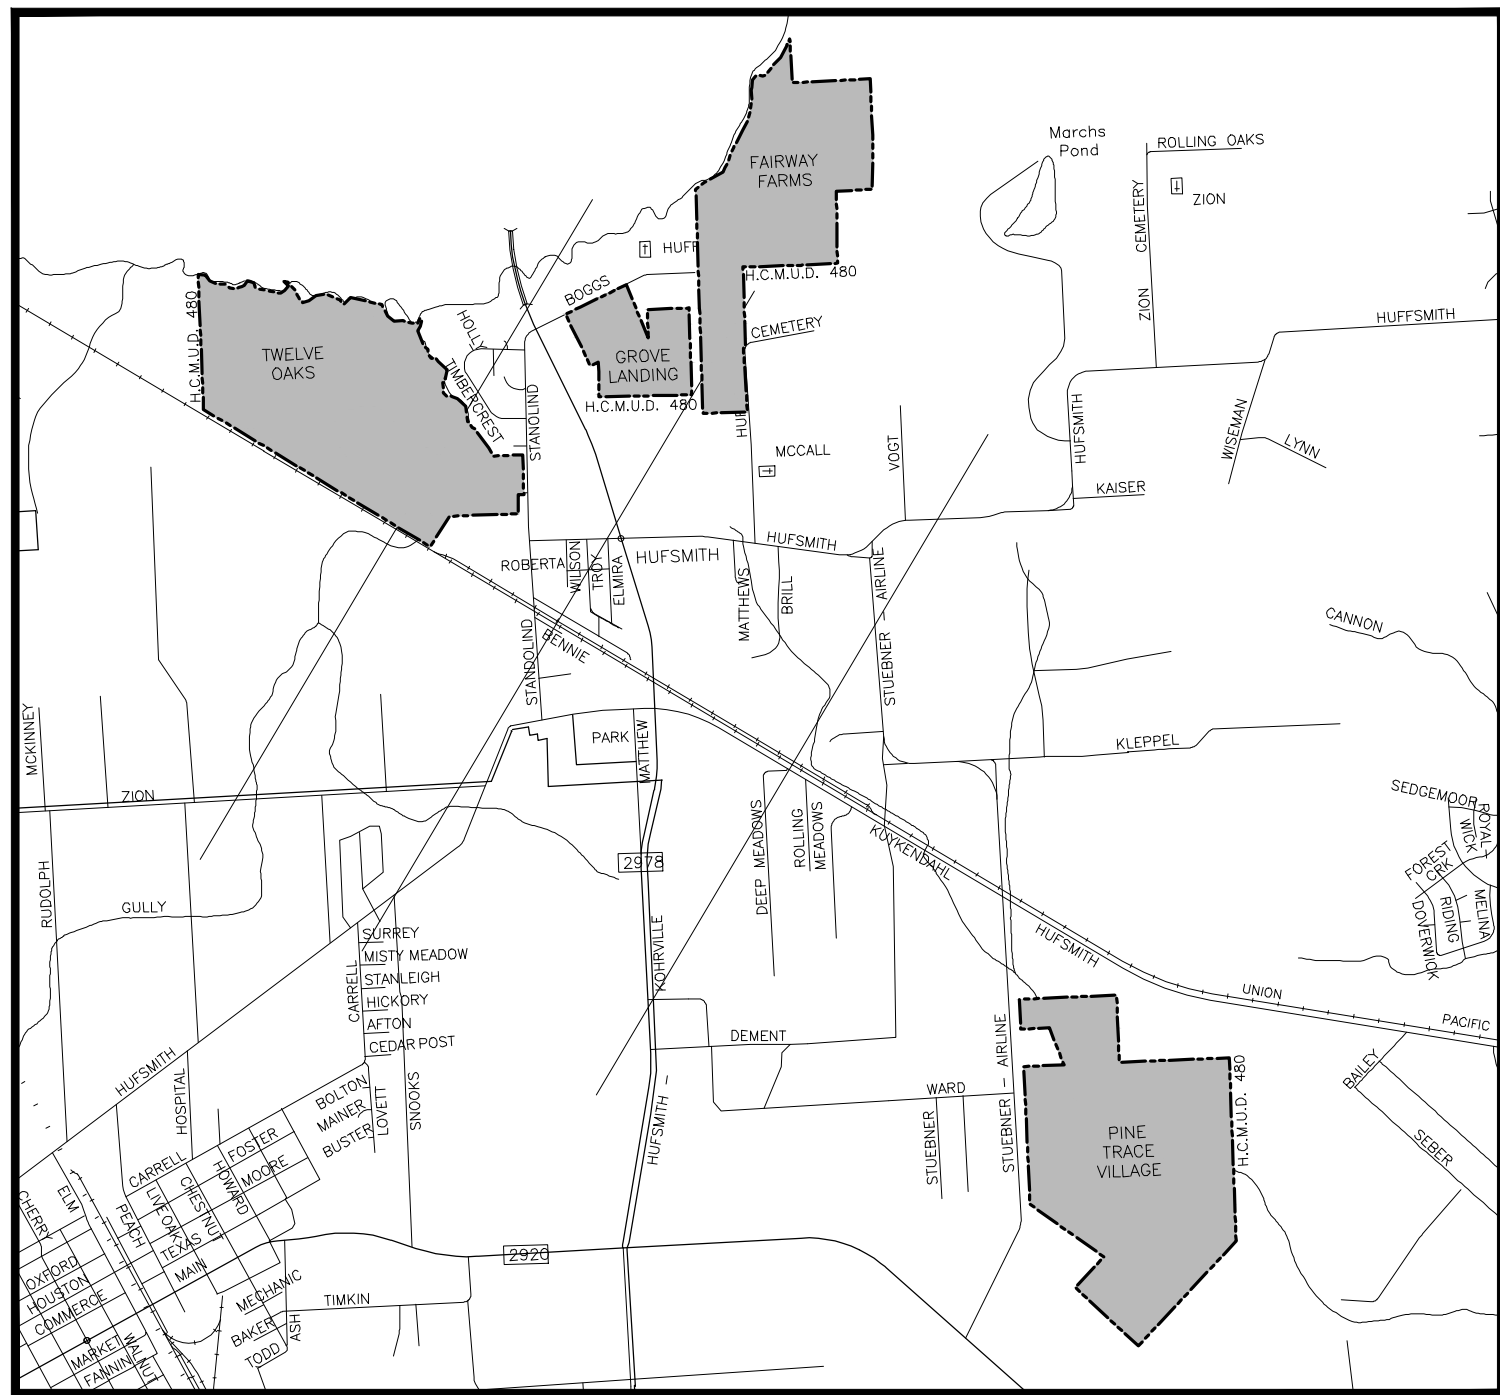 Marchs
Pond
ROLLING OAKS
ZION
CEMETERY
ZION
FAIRWAY
FARMS
HUFF
H.C.M.U.D. 480
BOGGS
H.C.M.U.D. 480
TWELVE
OAKS
HOLLY
TIMBERCREST
STANOLIND
GROVE
LANDING
H.C.M.U.D. 480
CEMETERY
HUFFSMITH
HUFSMITH
WISEMAN
LYNN
VOGT
MCCALL
KAISER
HUFSMITH
HUFSMITH
ROBERTA
WILSON
TROY
ELMIRA
MATTHEWS
BRILL
STUEBNER - AIRLINE
CANNON
BENNIE
STANDOLIND
MCKINNEY
PARK
MATTHEW
KLEPPEL
ZION
SEDGEMOOR
ROYAL-
WICK
FOREST
CRK
DOVERWICK
RIDING
MELINA
DEEP MEADOWS
ROLLING
MEADOWS
KUYKENDAHL
2978
RUDOLPH
GULLY
SURREY
MISTY MEADOW
STANLEIGH
HICKORY
AFTON
CEDAR POST
CARRELL
KOHRVILLE
HUFSMITH
UNION
PACIFIC
DEMENT
HUFSMITH
HOSPITAL
SNOOKS
LOVETT
BOLTON
MAINER
BUSTER
HUFSMITH -
WARD
STUEBNER
STUEBNER - AIRLINE
H.C.M.U.D. 480
PINE
TRACE
VILLAGE
BAILEY
SEBER
CARRELL
FOSTER
MOORE
HOWARD
CHESTNUT
LIVE OAK
PEACH
ELM
CHERRY
TEXAS
MAIN
OXFORD
HOUSTON
COMMERCE
MARKET
FANNIN
WALNUT
MECHANIC
BAKER
TODD
ASH
TIMKIN
2920